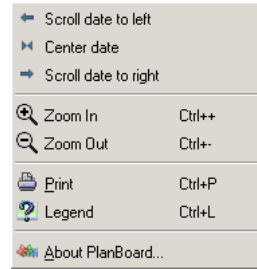 Scroll date to left
Center date
Scroll date to right
Zoom In Ctrl++
Zoom Out Ctrl+-
Print Ctrl+P
Legend Ctrl+L
About PlanBoard...